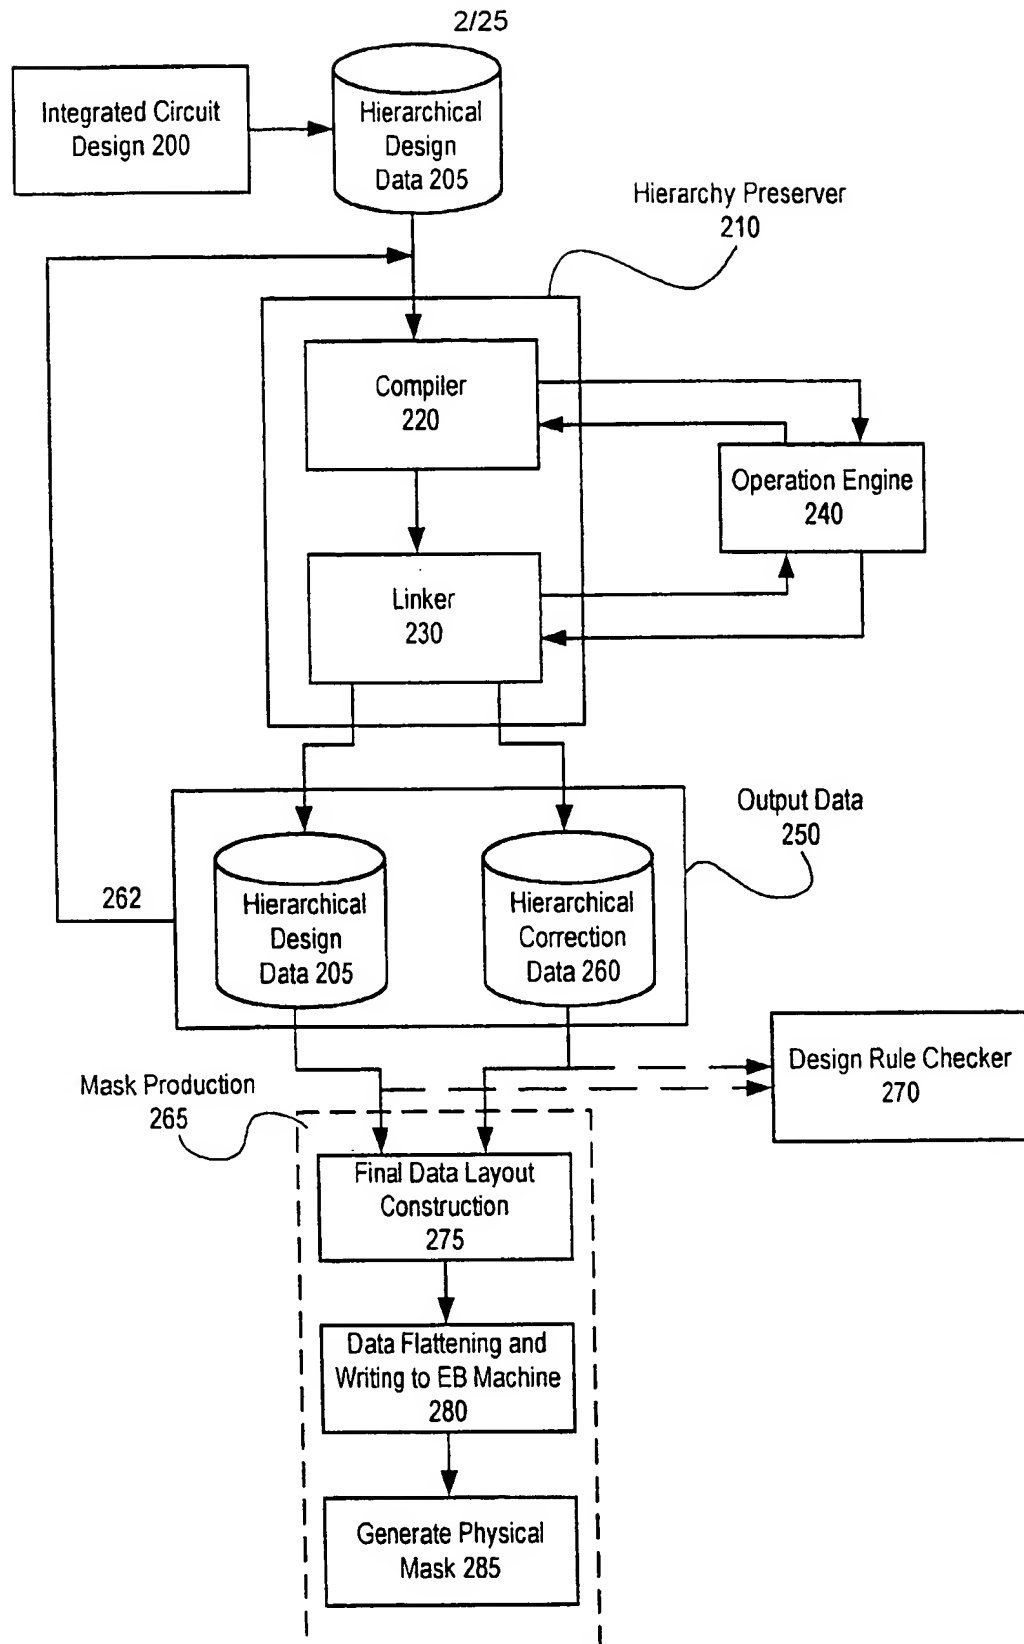 2/25
Integrated Circuit
Design 200
Hierarchical
Design
Data 205
Hierarchy Preserver
210
Compiler
220
Operation Engine
240
Linker
230
Output Data
250
262
Hierarchical
Design
Data 205
Hierarchical
Correction
Data 260
Design Rule Checker
270
Mask Production
265
Final Data Layout
Construction
275
Data Flattening and
Writing to EB Machine
280
Generate Physical
Mask 285